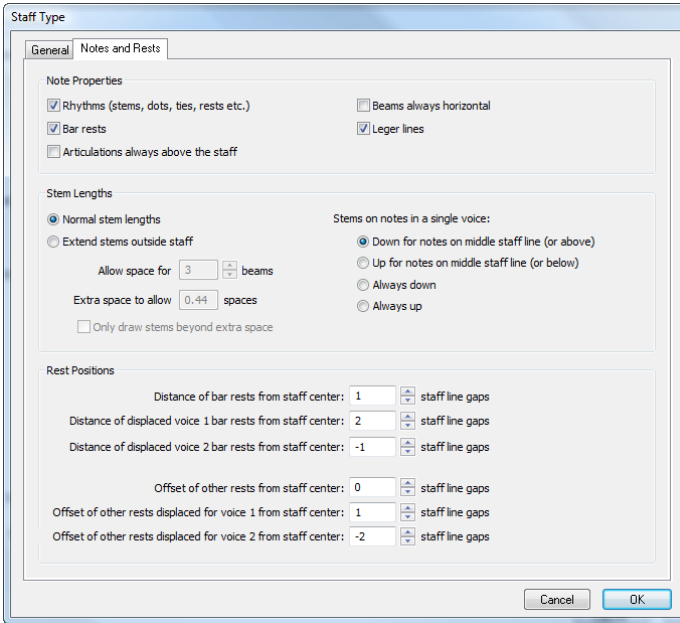 Staff Type
General Notes and Rests
Note Properties
Rhythms (stems, dots, ties, rests etc.) Beams always horizontal
Bar rests Leger lines
Articulations always above the staff
Stem Lengths
Normal stem lengths Stems on notes in a single voice:
Extend stems outside staff Down for notes on middle staff line (or above)
Allow space for 3 beams Up for notes on middle staff line (or below)
Always down
Extra space to allow 0.44 spaces
Always up
Only draw stems beyond extra space
Rest Positions
Distance of bar rests from staff center: 1 staff line gaps
Distance of displaced voice 1 bar rests from staff center: 2 staff line gaps
Distance of displaced voice 2 bar rests from staff center: -1 staff line gaps
Offset of other rests from staff center: 0 staff line gaps
Offset of other rests displaced for voice 1 from staff center: 1 staff line gaps
Offset of other rests displaced for voice 2 from staff center: -2 staff line gaps
Cancel OK